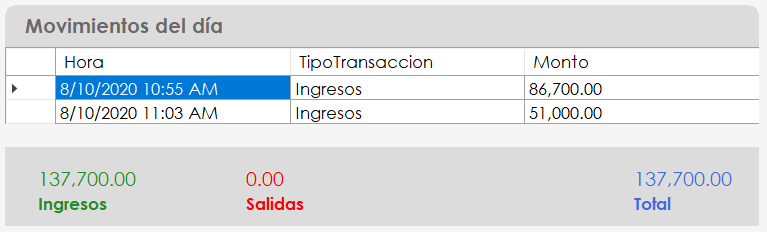 Movimientos del día
Hora TipoTransaccion Monto
8/10/2020 10:55 AM Ingresos 86,700.00
8/10/2020 11:03 AM Ingresos 51,000.00
137,700.00 0.00 137,700.00
Ingresos Salidas Total